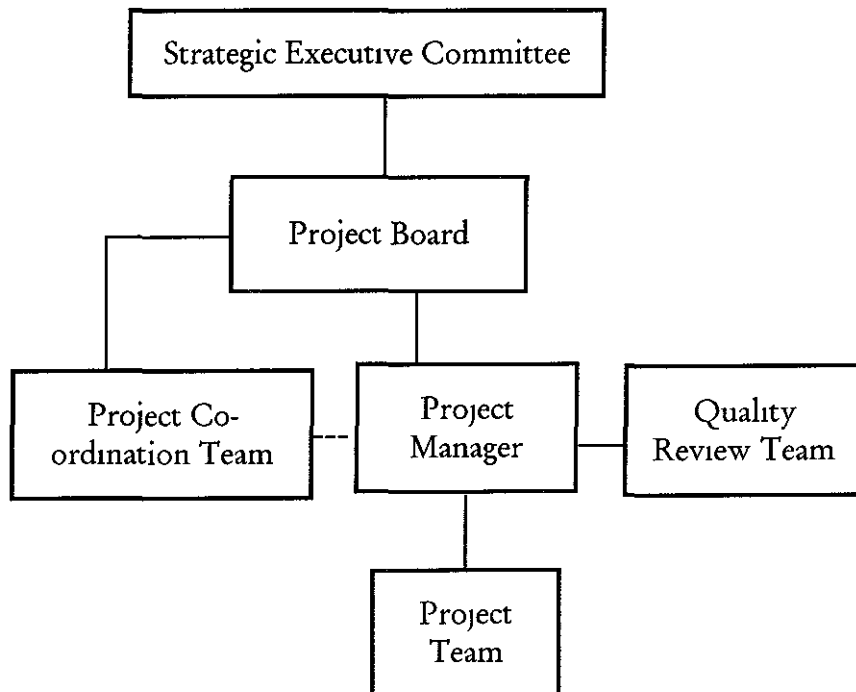 Strategic Executive Committee
Project Board
Project Co-
ordination Team
Project
Manager
Quality
Review Team
Project
Team